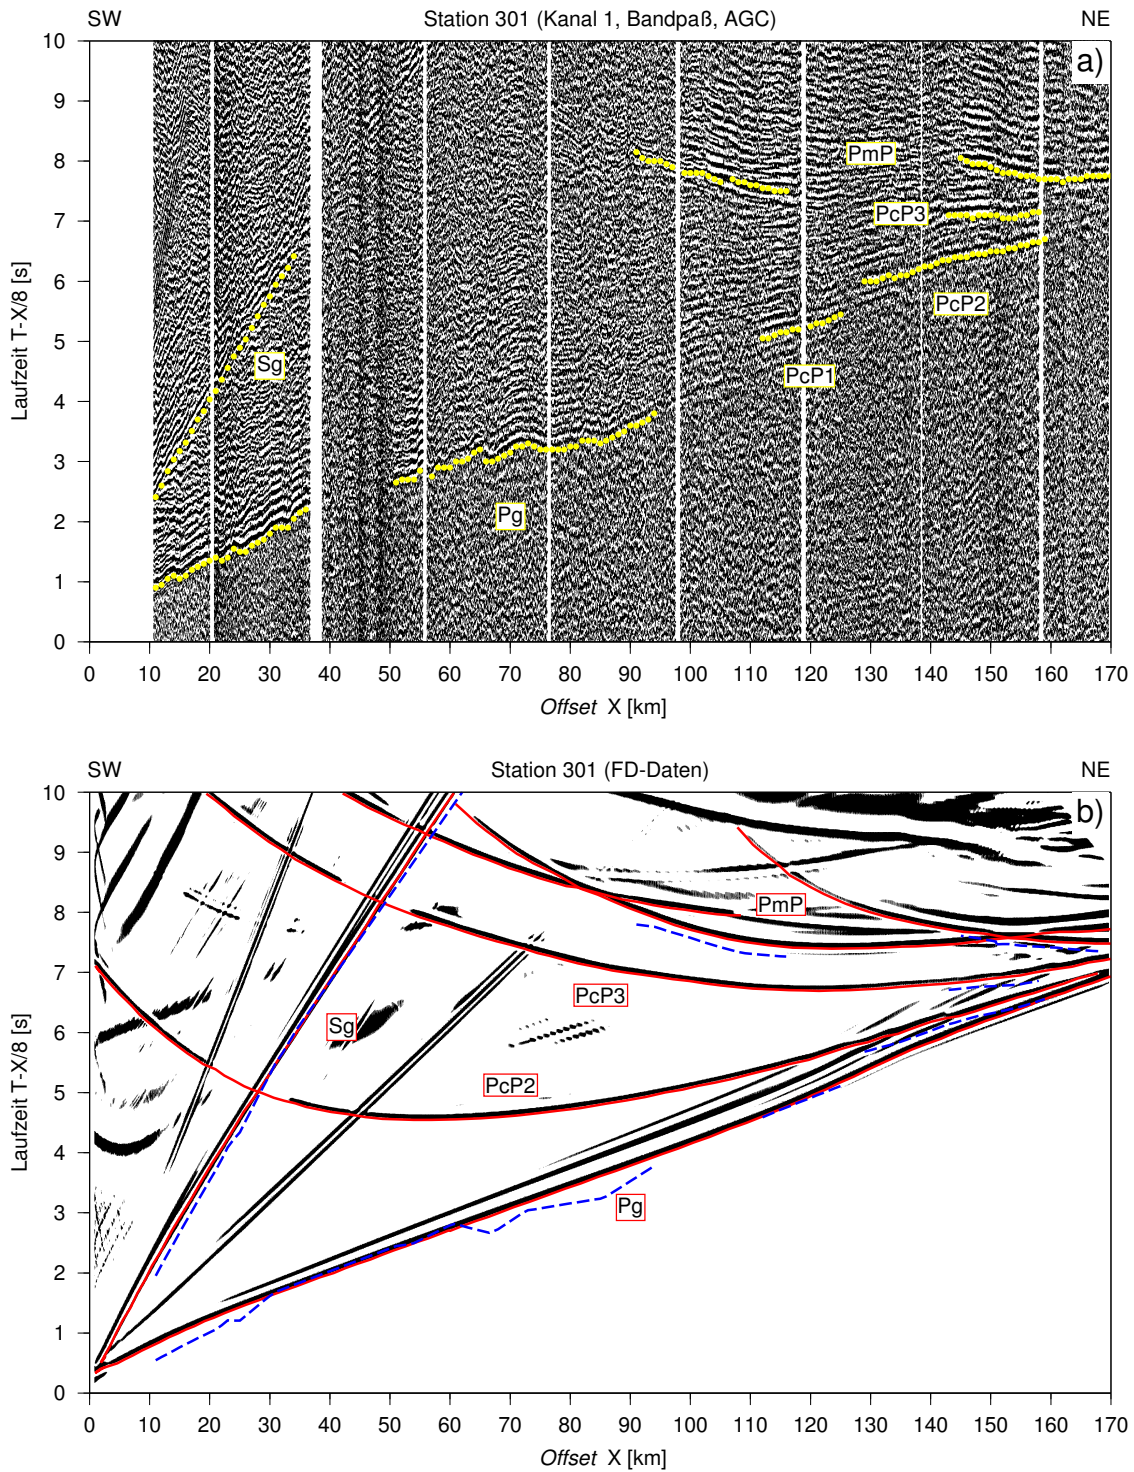 SW Station 301 (Kanal 1, Bandpaß, AGC) NE
a)
10
9
8
7
6
5
4
3
2
1
0
Laufzeit T-X/8 [s]
PmP
PcP3
PcP2
PcP1
Sg
Pg
0 10 20 30 40 50 60 70 80 90 100 110 120 130 140 150 160 170
Offset X [km]
SW Station 301 (FD-Daten) NE
b)
10
9
8
7
6
5
4
3
2
1
0
Laufzeit T-X/8 [s]
PmP
PcP3
Sg
PcP2
Pg
0 10 20 30 40 50 60 70 80 90 100 110 120 130 140 150 160 170
Offset X [km]